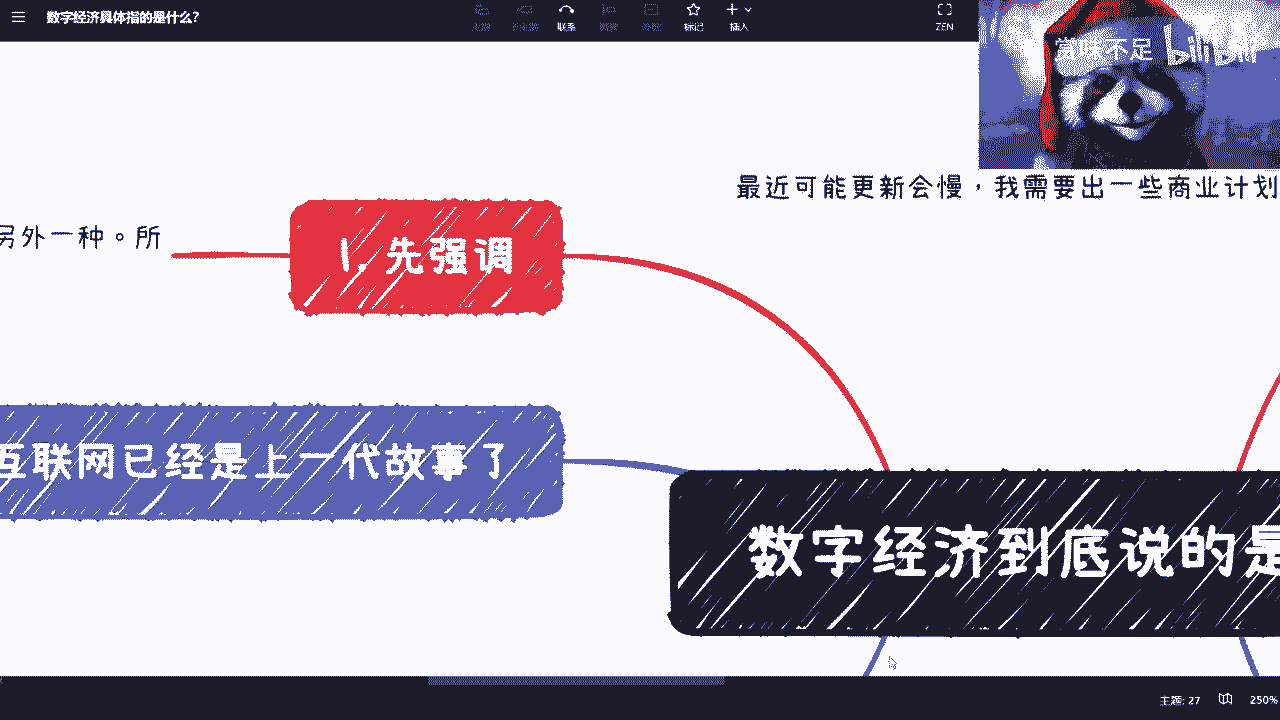 数字经济具体指的是什么?
联系
标记
插入
ZEN
赏味不足 bilibili
最近可能更新会慢，我需要出一些商业计划
另外一种。所
1. 先强调
互联网已经是上一代故事了
数字经济到底说的是
主题: 27
250%